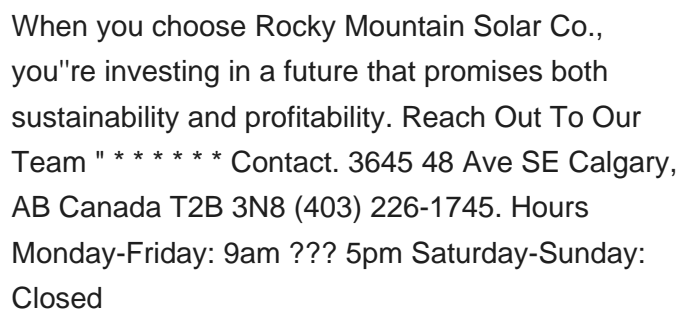 When you choose Rocky Mountain Solar Co.,
you"re investing in a future that promises both
sustainability and profitability. Reach Out To Our
Team " * * * * * * Contact. 3645 48 Ave SE Calgary,
AB Canada T2B 3N8 (403) 226-1745. Hours
Monday-Friday: 9am ??? 5pm Saturday-Sunday:
Closed